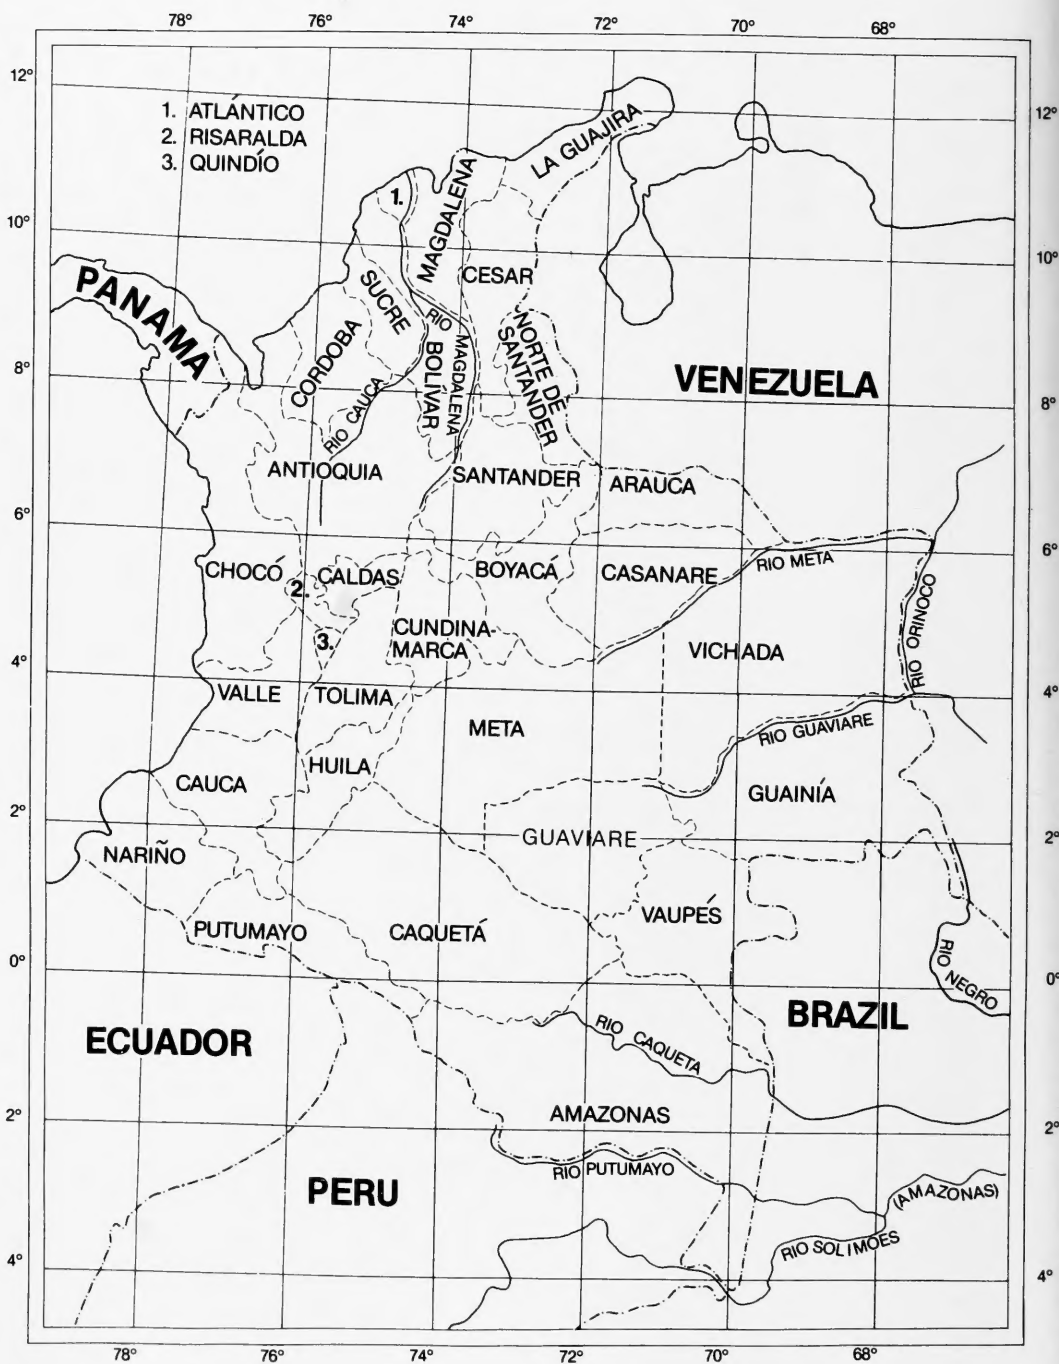 78° 76° 74° 72° 70° 68°
12°
12°
1. ATLÁNTICO
2. RISARALDA
3. QUINDÍO
LA GUAJIRA
1.
MAGDALENA
10°
10°
CESAR
PANAMA
SUCRE
RIO
MAGDALENA
NORTE DE
SANTANDER
CORDOBA
BOLIVAR
8°
8°
VENEZUELA
RIO CAUCA
ANTIOQUIA
SANTANDER
ARAUCA
6°
6°
CHOCÓ
2.
CALDAS
BOYACÁ
CASANARE
RIO META
RIO ORINOCO
3.
CUNDINA-
MARCA
VICHADA
4°
4°
VALLE
TOLIMA
META
RIO GUAVIARE
HUILA
CAUCA
GUAINÍA
2°
2°
GUAVIARE
NARIÑO
VAUPÉS
PUTUMAYO
CAQUETÁ
0°
0°
RIO NEGRO
BRAZIL
ECUADOR
RIO CAQUETA
2°
2°
AMAZONAS
RIO PUTUMAYO
PERU
(AMAZONAS)
RIO SOLIMOES
4°
4°
78° 76° 74° 72° 70° 68°